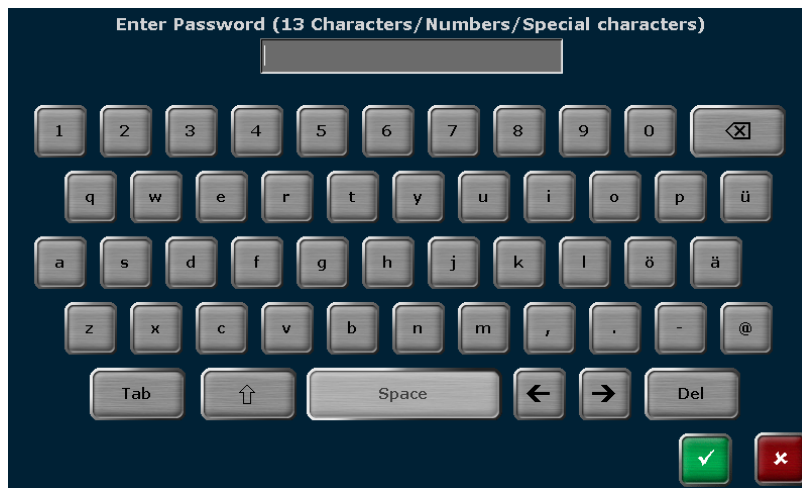 Enter Password (13 Characters/Numbers/Special characters)
1 2 3 4 5 6 7 8 9 0
q w e r t y u i o p ü
a s d f g h j k l ö ä
z x c v b n m , . - @
Tab Space Del